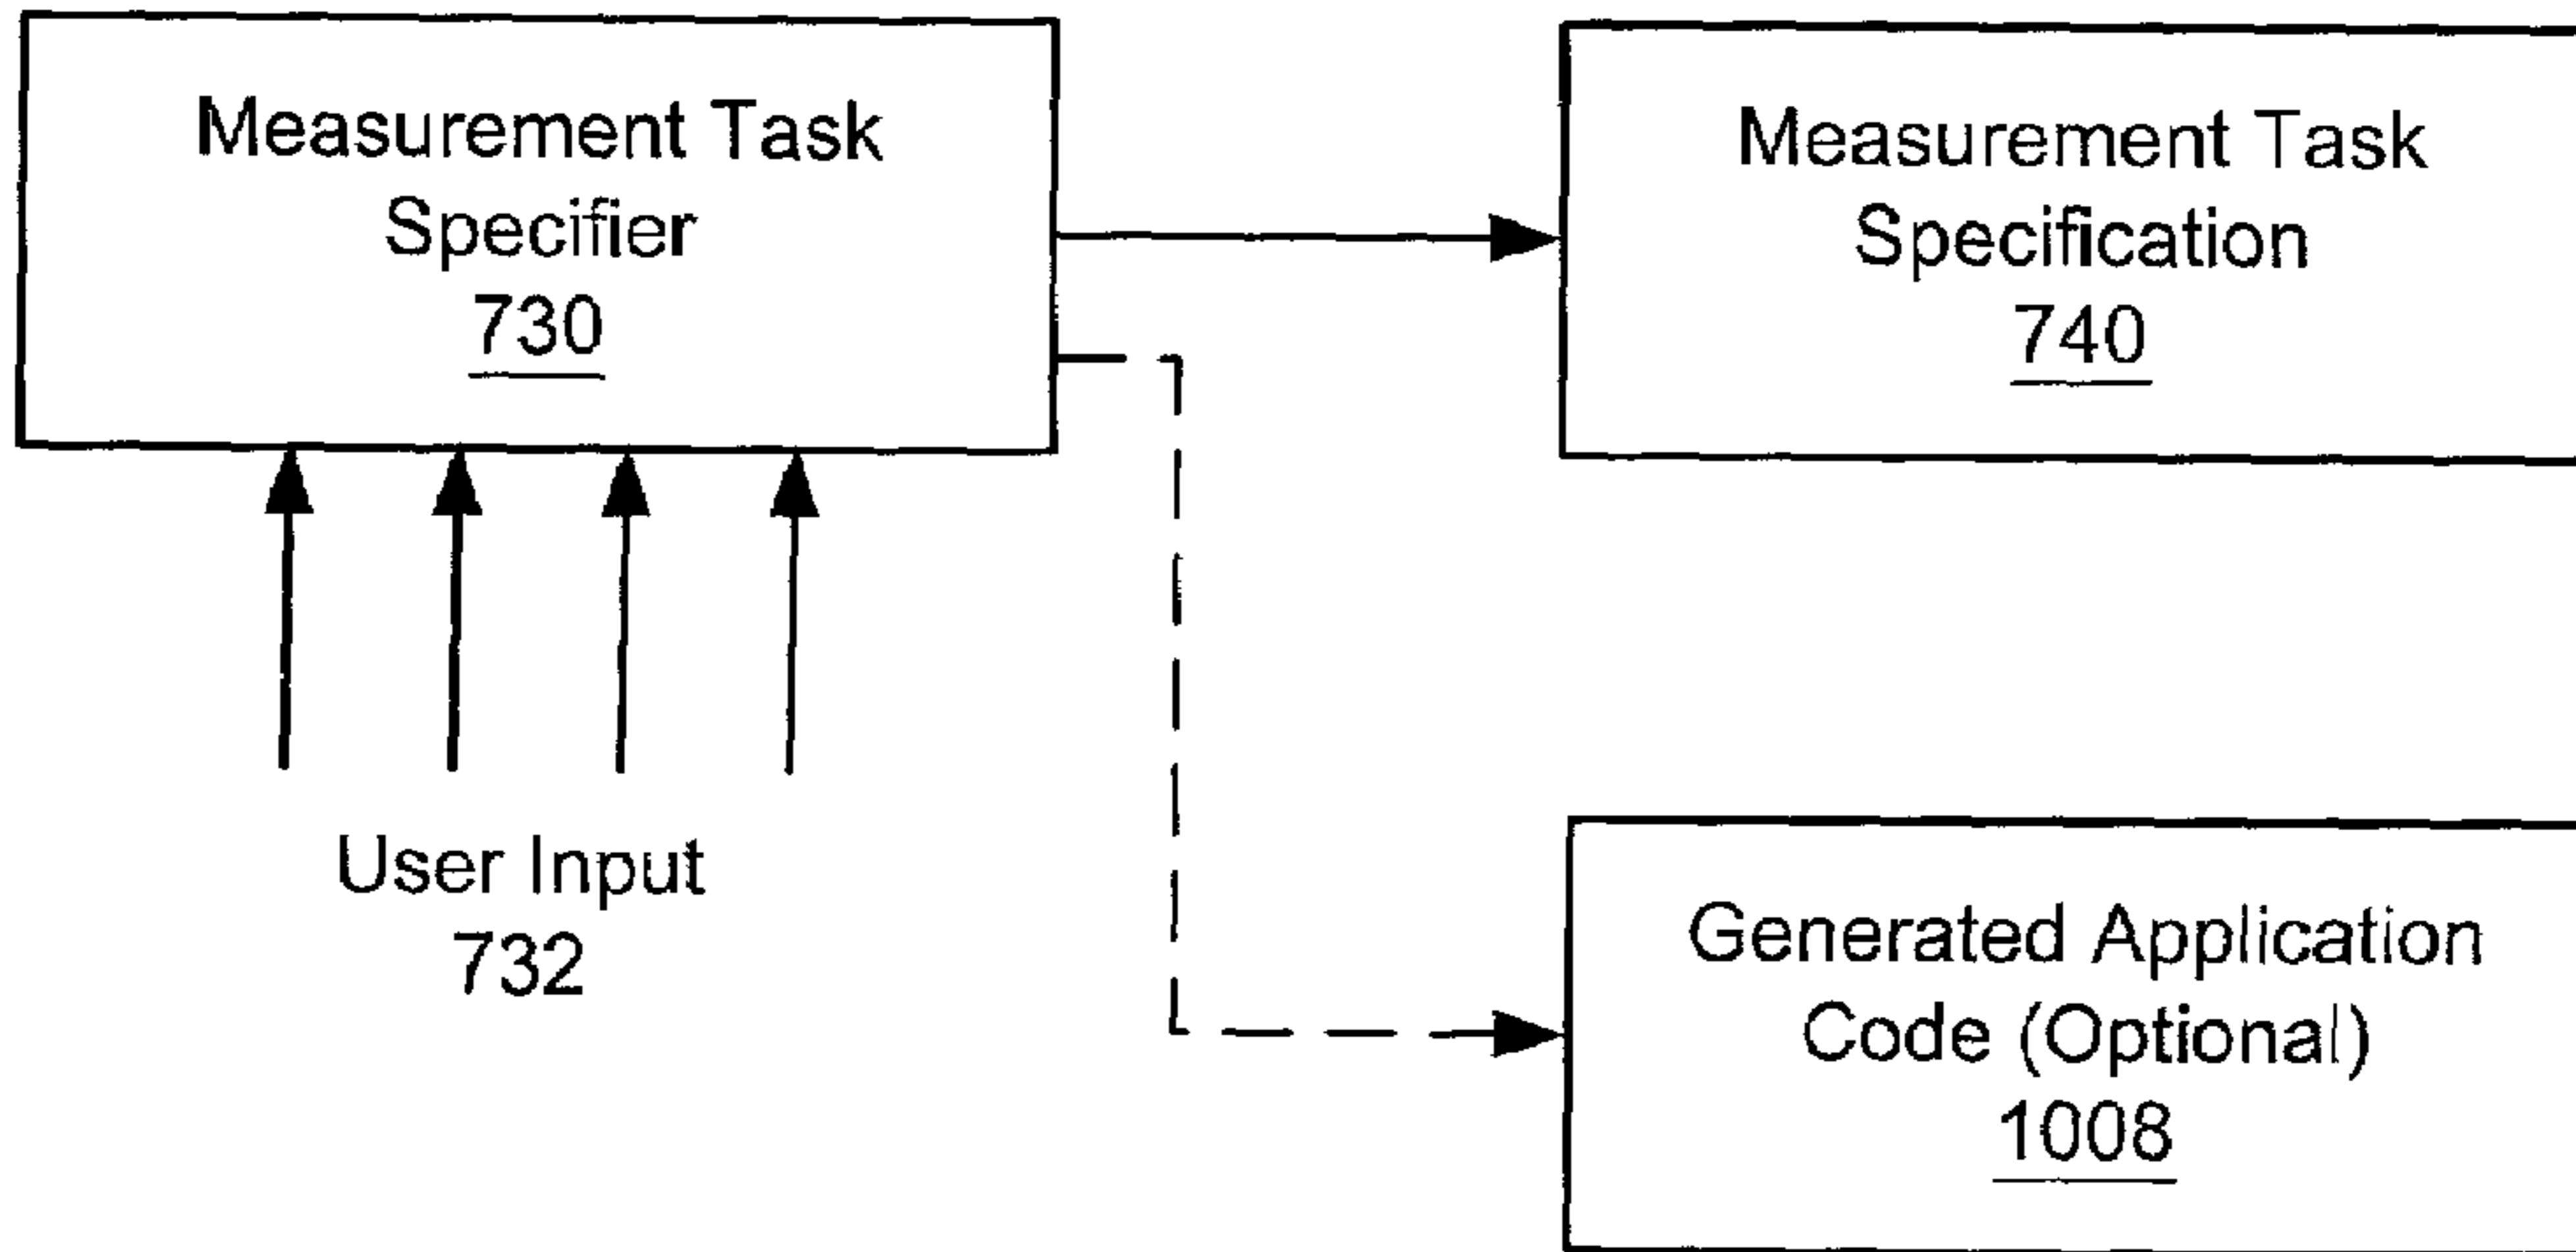 Measurement Task
Specifier
730
Measurement Task
Specification
740
User Input
732
Generated Application
Code (Optional)
1008